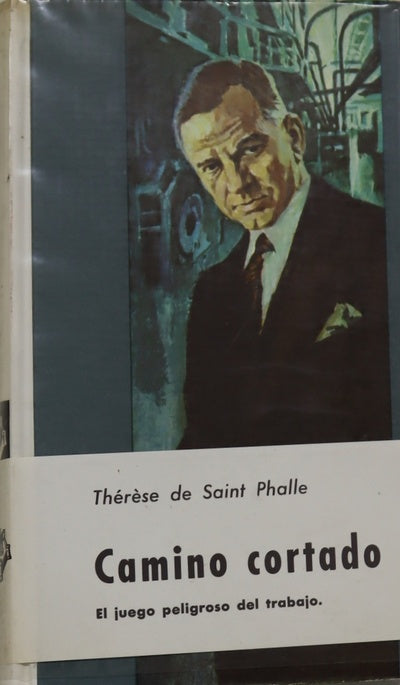 Thérèse de Saint Phalle
Camino cortado
El juego peligroso del trabajo.